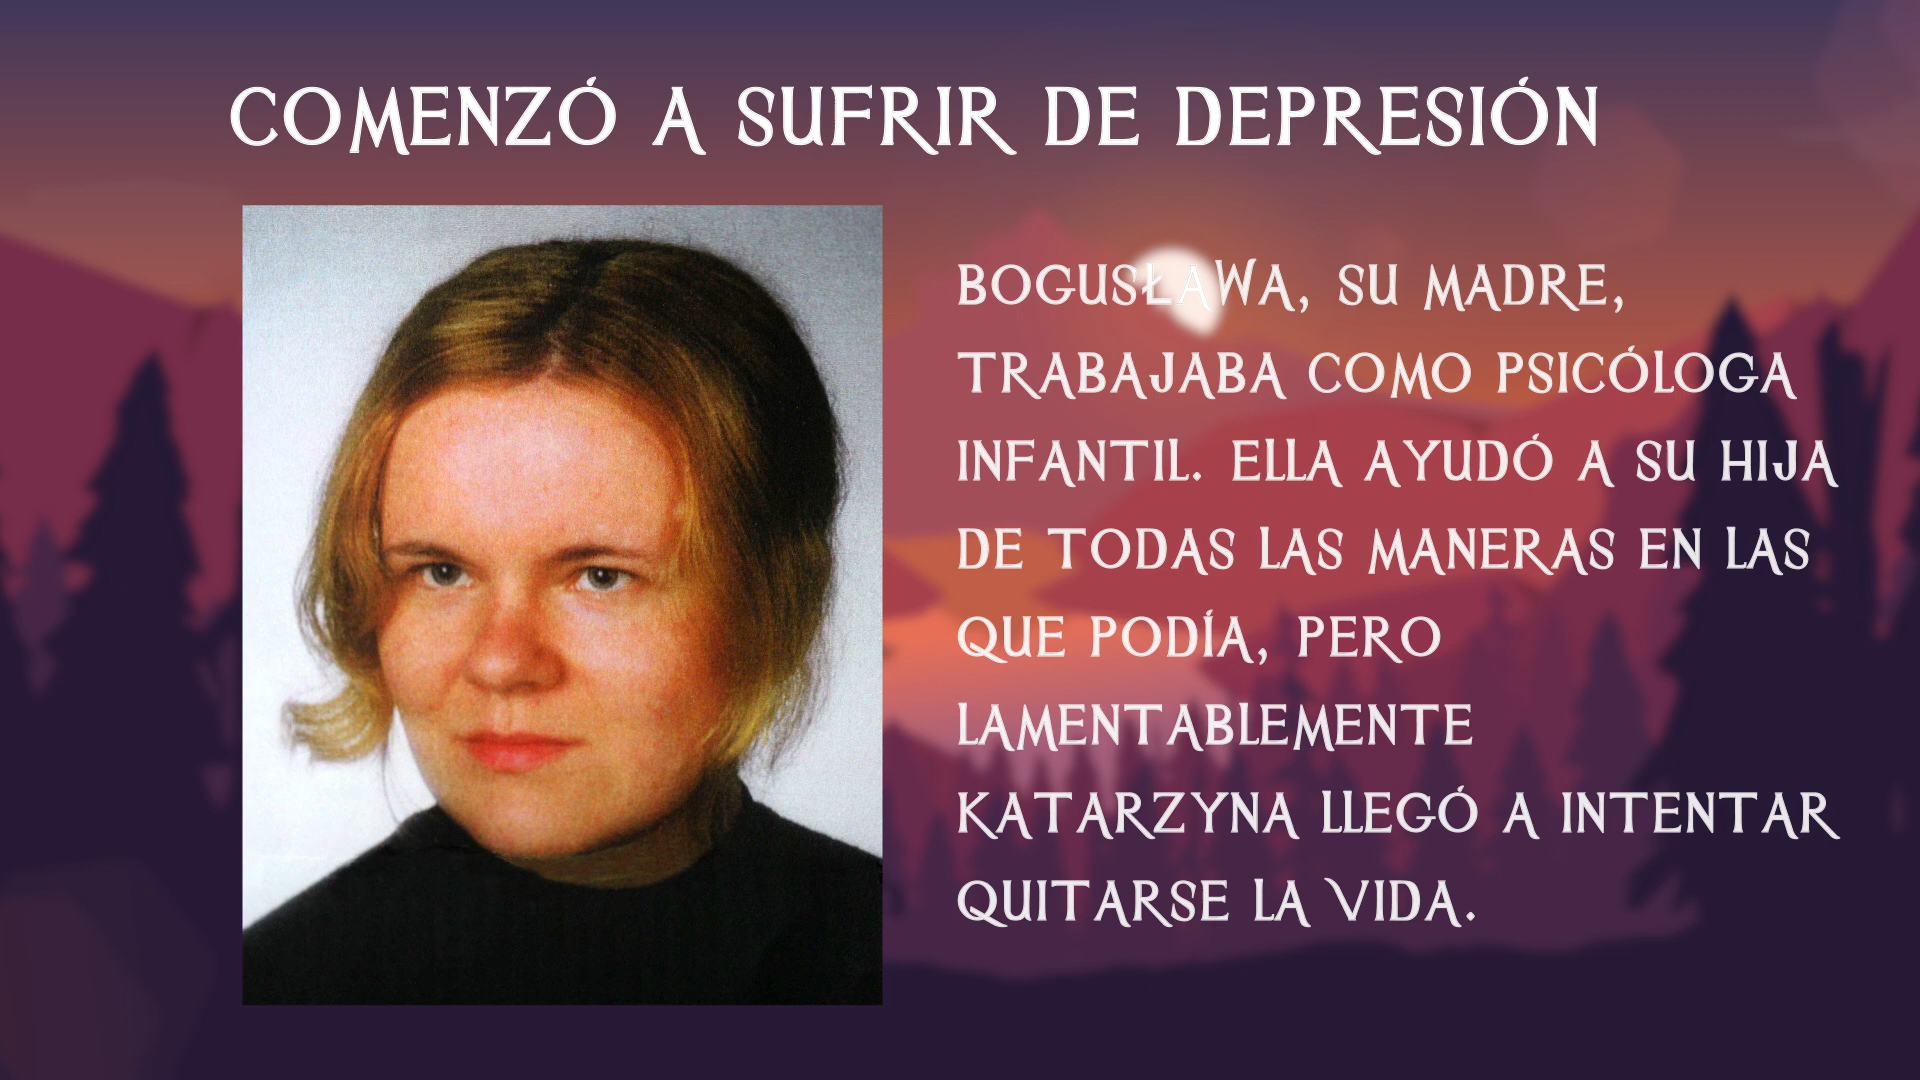 COMENZÓ A SUFRIR DE DEPRESIÓN
BOGUSŁAWA, SU MADRE,
TRABAJABA COMO PSICÓLOGA
INFANTIL. ELLA AYUDÓ A SU HIJA
DE TODAS LAS MANERAS EN LAS
QUE PODÍA, PERO
LAMENTABLEMENTE
KATARZYNA LLEGÓ A INTENTAR
QUITARSE LA VIDA.